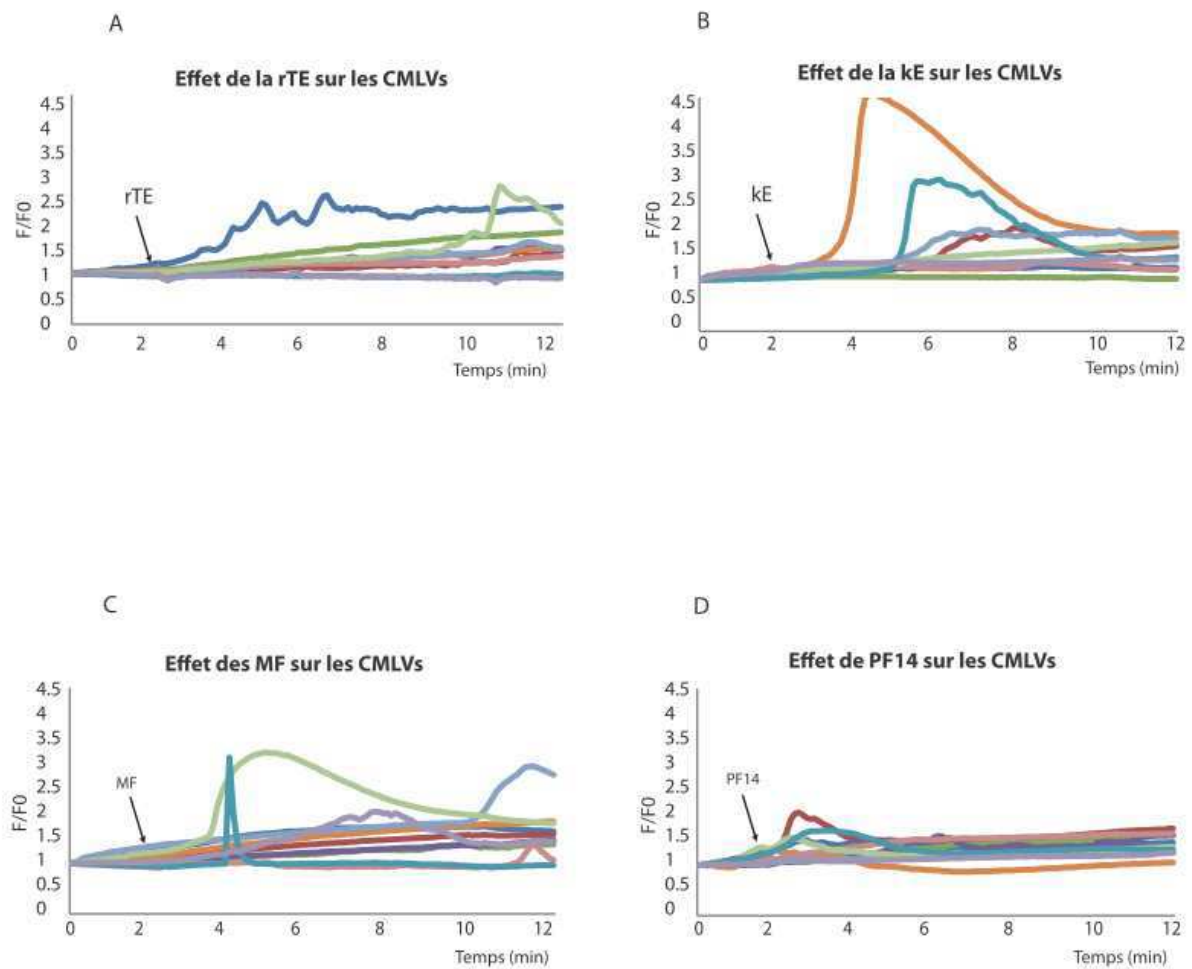 A
Effet de la rTE sur les CMLVs
4.5
4
3.5
3
2.5
2
1.5
1
0.5
0
F/F0
rTE
0 2 4 6 8 10 12
Temps (min)
B
Effet de la kE sur les CMLVs
4.5
4
3.5
3
2.5
2
1.5
1
0.5
0
F/F0
kE
0 2 4 6 8 10 12
Temps (min)
C
Effet des MF sur les CMLVs
4.5
4
3.5
3
2.5
2
1.5
1
0.5
0
F/F0
MF
0 2 4 6 8 10 12
Temps (min)
D
Effet de PF14 sur les CMLVs
4.5
4
3.5
3
2.5
2
1.5
1
0.5
0
F/F0
PF14
0 2 4 6 8 10 12
Temps (min)